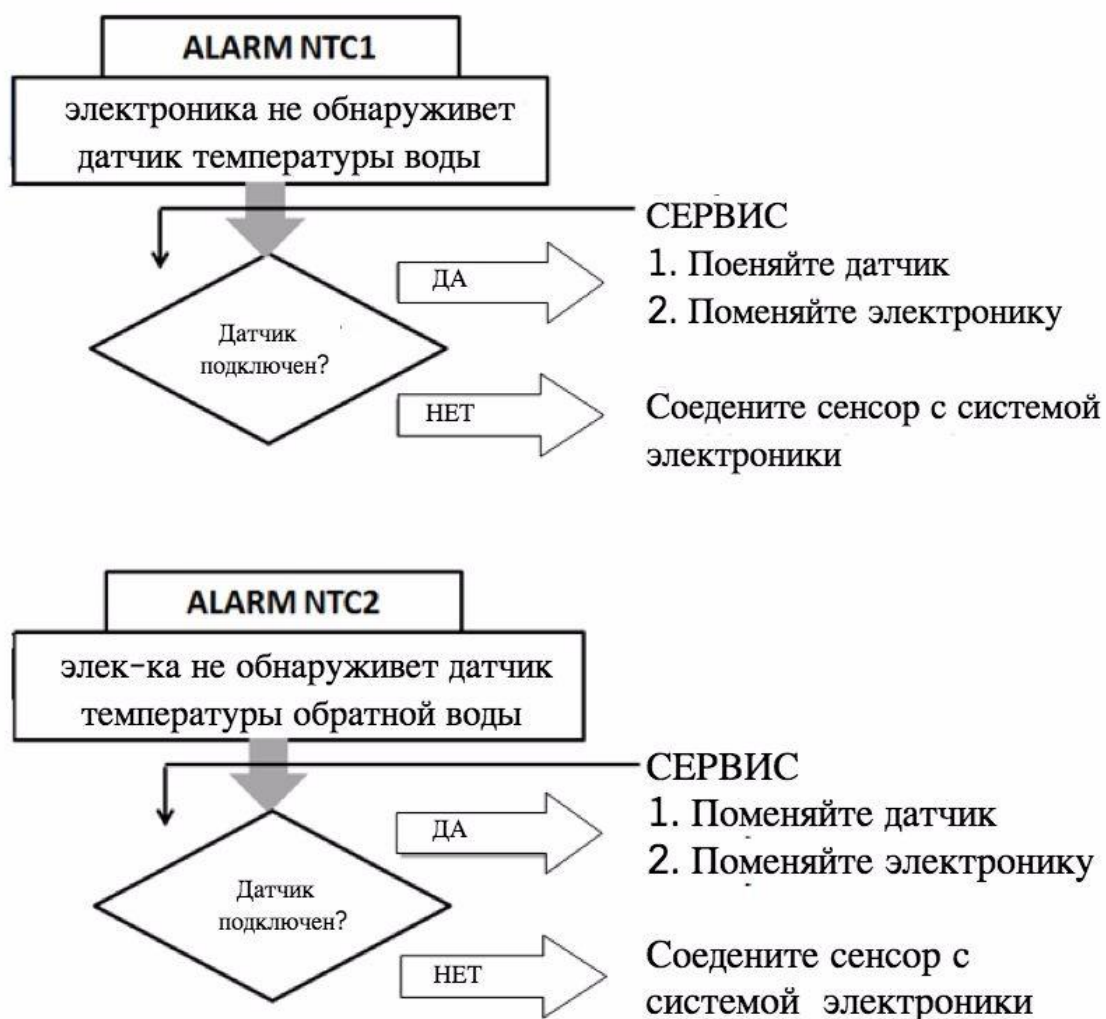 ALARM NTC1
электроника не обнаруживет
датчик температуры воды
СЕРВИС
1. Поеняйте датчик
2. Поменяйте электронику
ДА
Датчик
подключен?
НЕТ
Соедените сенсор с системой
электроники
ALARM NTC2
элек-ка не обнаруживет датчик
температуры обратной воды
СЕРВИС
1. Поменяйте датчик
2. Поменяйте электронику
ДА
Датчик
подключен?
НЕТ
Соедените сенсор с
системой электроники